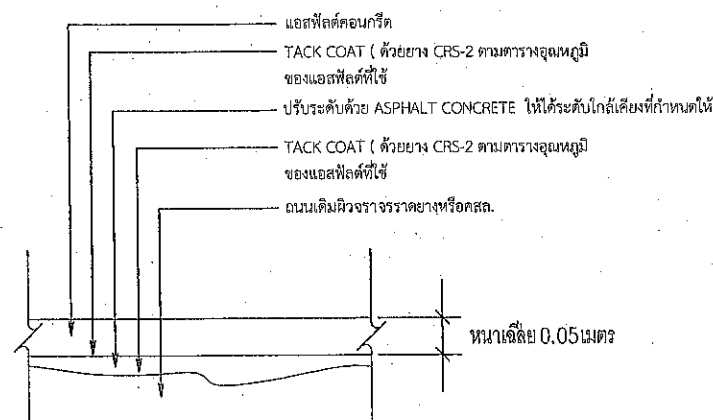 แอสฟัลต์คอนกรีต
TACK COAT ( ด้วยยาง CRS-2 ตามตารางอุณหภูมิ
ของแอสฟัลต์ที่ใช้
ปรับระดับด้วย ASPHALT CONCRETE ให้ได้ระดับใกล้เคียงที่กำหนดให้
TACK COAT ( ด้วยยาง CRS-2 ตามตารางอุณหภูมิ
ของแอสฟัลต์ที่ใช้
ถนนเดิมผิวจราจรราดยางหรือคสล.
หนาเฉลี่ย 0.05เมตร